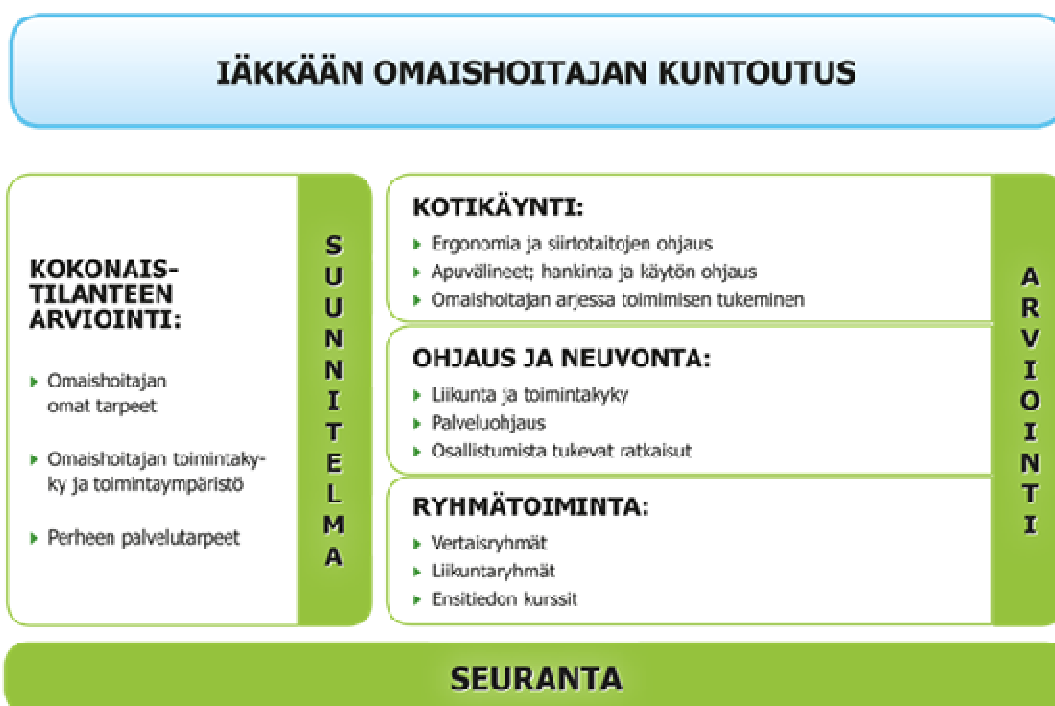 IÄKKÄÄN OMAISHOITAJAN KUNTOUTUS
KOKONAIS-
TILANTEEN
ARVIOINTI:
Omaishoitajan
omat tarpeet
Omaishoitajan toimintaky-
ky ja toimintaympäristö
Perheen palvelutarpeet
SUUNNITELMA
KOTIKÄYNTI:
Ergonomia ja siirtotaitojen ohjaus
Apuvälineet; hankinta ja käytön ohjaus
Omaishoitajan arjessa toimimisen tukeminen
OHJAUS JA NEUVONTA:
Liikunta ja toimintakyky
Palveluohjaus
Osallistumista tukevat ratkaisut
RYHMÄTOIMINTA:
Vertaisryhmät
Liikuntaryhmät
Ensitiedon kurssit
ARVIOINTI
SEURANTA